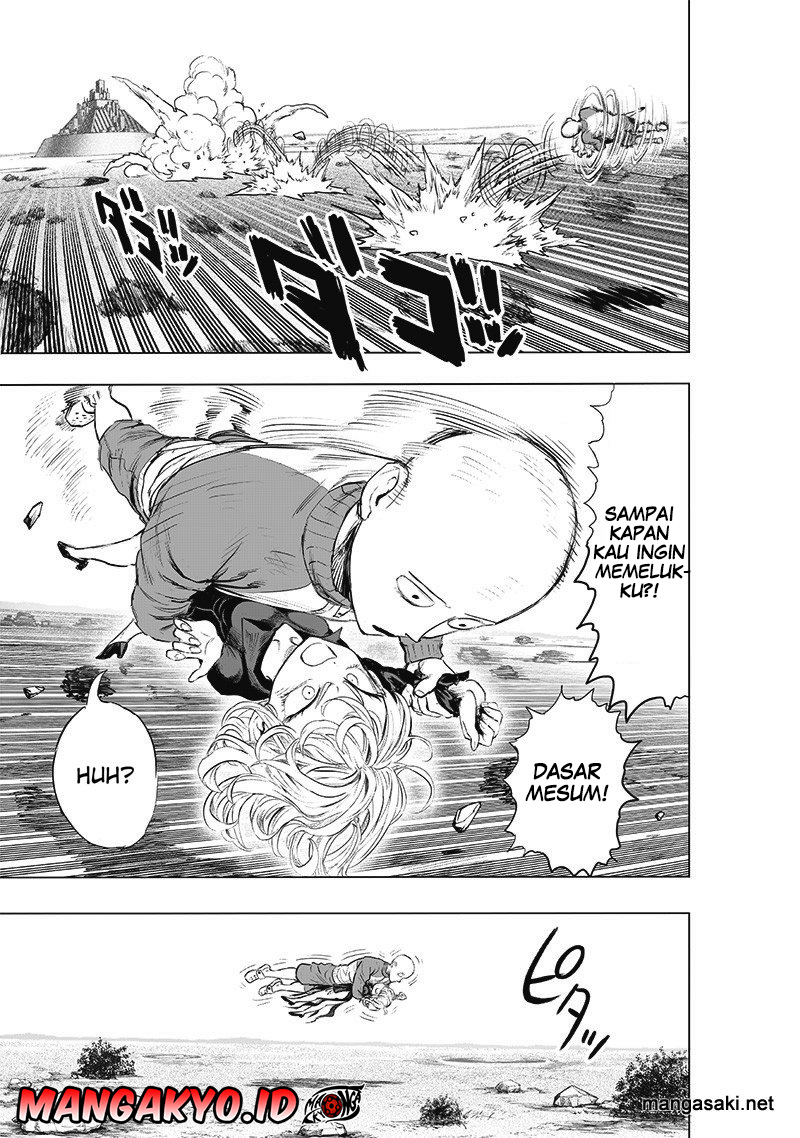 ダゴッ
ダゴッ
SAMPAI
KAPAN
KAU INGIN
MEMELUK-
KU?!
DASAR
MESUM!
HUH?
ピタッ
MANGAKYO.ID
mangasaki.net